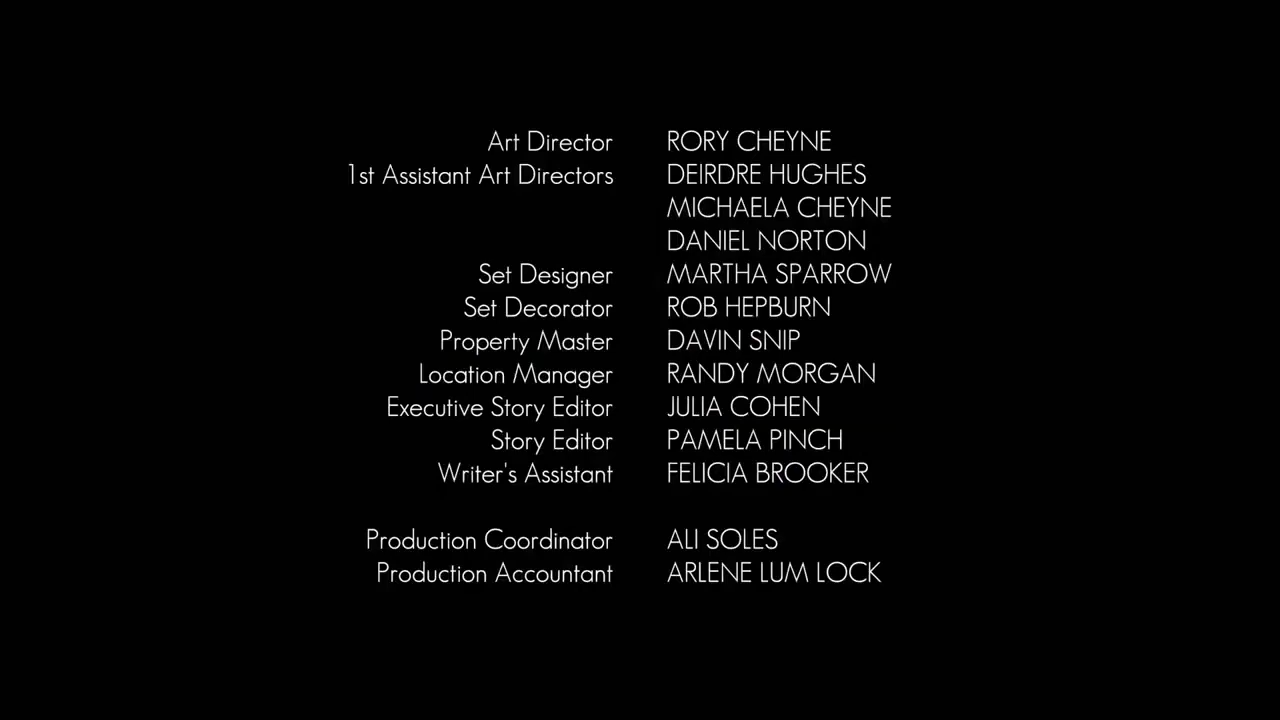 Art Director RORY CHEYNE
1st Assistant Art Directors DEIRDRE HUGHES
MICHAELA CHEYNE
DANIEL NORTON
Set Designer MARTHA SPARROW
Set Decorator ROB HEPBURN
Property Master DAVIN SNIP
Location Manager RANDY MORGAN
Executive Story Editor JULIA COHEN
Story Editor PAMELA PINCH
Writer's Assistant FELICIA BROOKER
Production Coordinator ALI SOLES
Production Accountant ARLENE LUM LOCK